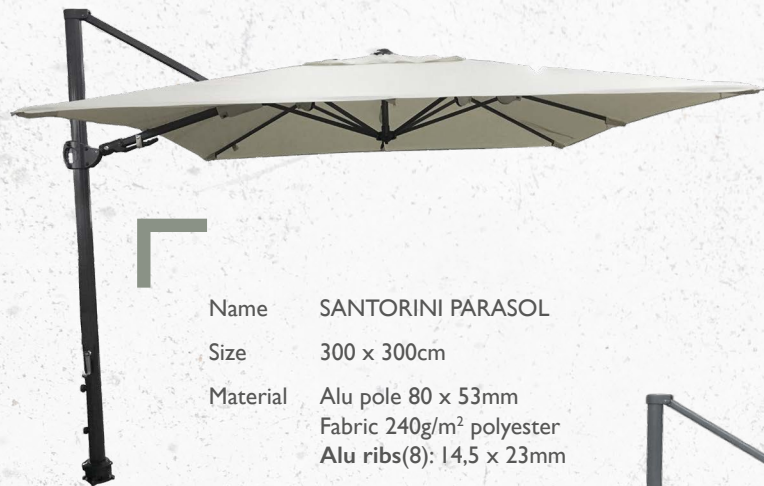 Name SANTORINI PARASOL
Size 300 x 300cm
Material Alu pole 80 x 53mm
Fabric 240g/m² polyester
Alu ribs(8): 14,5 x 23mm